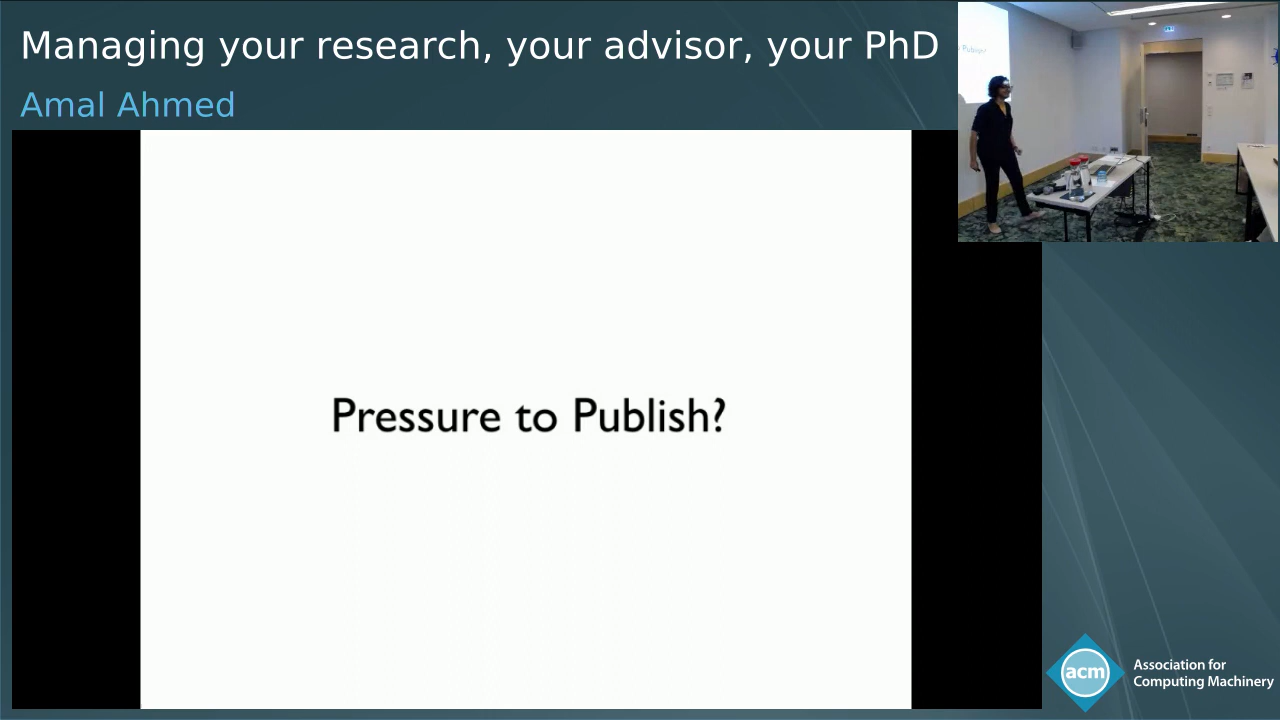 Managing your research, your advisor, your PhD
Amal Ahmed
Pressure to Publish?
acm
Association for
Computing Machinery